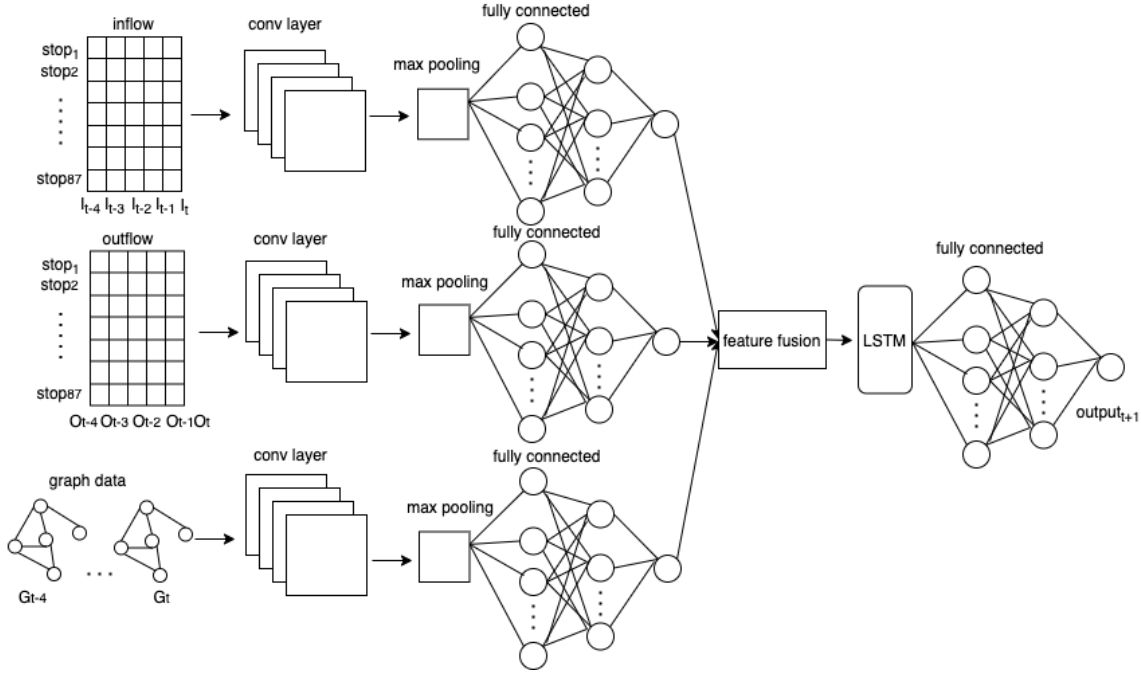 inflow
conv layer
fully connected
stop1
stop2
max pooling
stop87
It-4 It-3 It-2 It-1 It
outflow
conv layer
fully connected
stop1
stop2
max pooling
stop87
Ot-4 Ot-3 Ot-2 Ot-1 Ot
feature fusion
LSTM
fully connected
outputt+1
graph data
conv layer
fully connected
max pooling
Gt-4
. . .
Gt